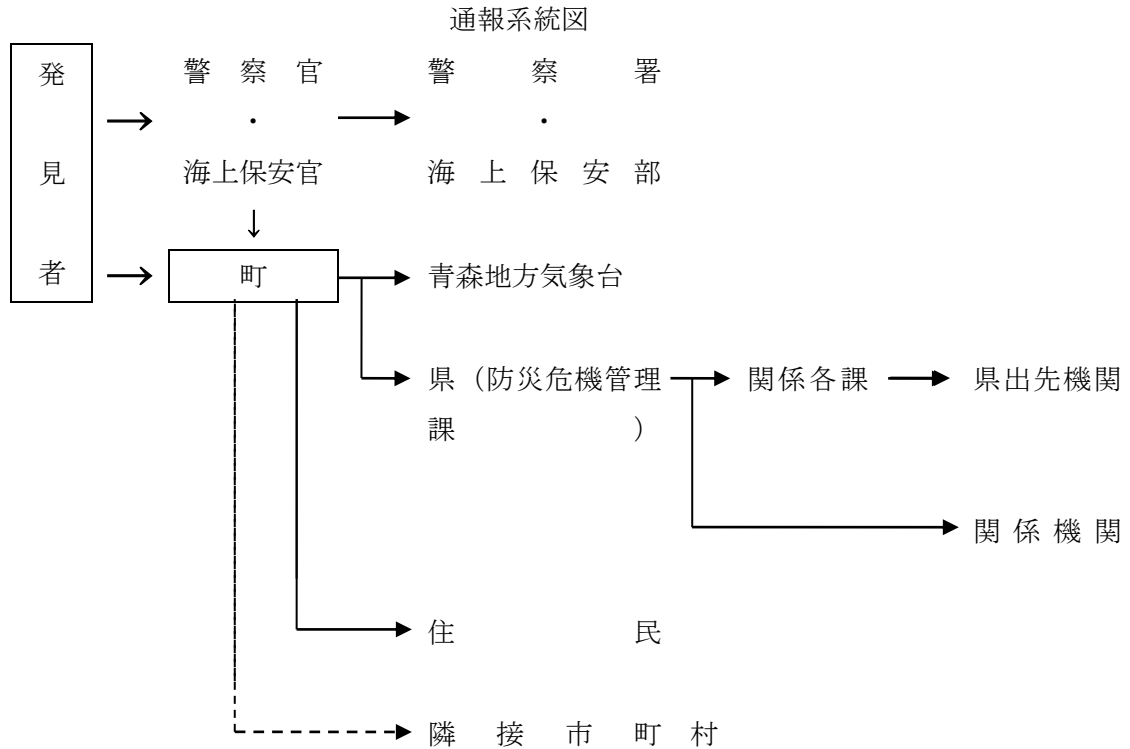 通報系統図
発見者
警察官
・
海上保安官
警察署
・
海上保安部
町
青森地方気象台
県（防災危機管理
課）
関係各課
県出先機関
関係機関
住民
隣接市町村